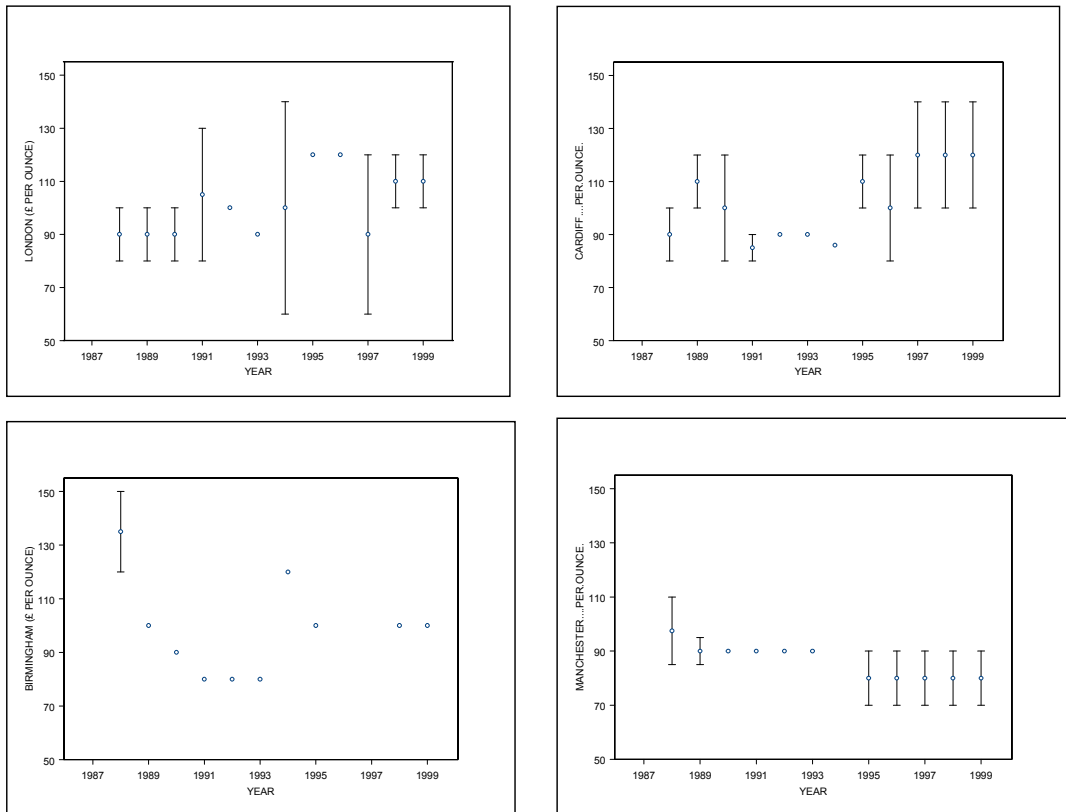 LONDON (£ PER OUNCE)
150
130
110
90
70
50
1987 1989 1991 1993 1995 1997 1999
YEAR
CARDIFF....PER.OUNCE.
150
130
110
90
70
50
1987 1989 1991 1993 1995 1997 1999
YEAR
BIRMINGHAM (£ PER OUNCE)
150
130
110
90
70
50
1987 1989 1991 1993 1995 1997 1999
YEAR
MANCHESTER....PER.OUNCE.
150
130
110
90
70
50
1987 1989 1991 1993 1995 1997 1999
YEAR